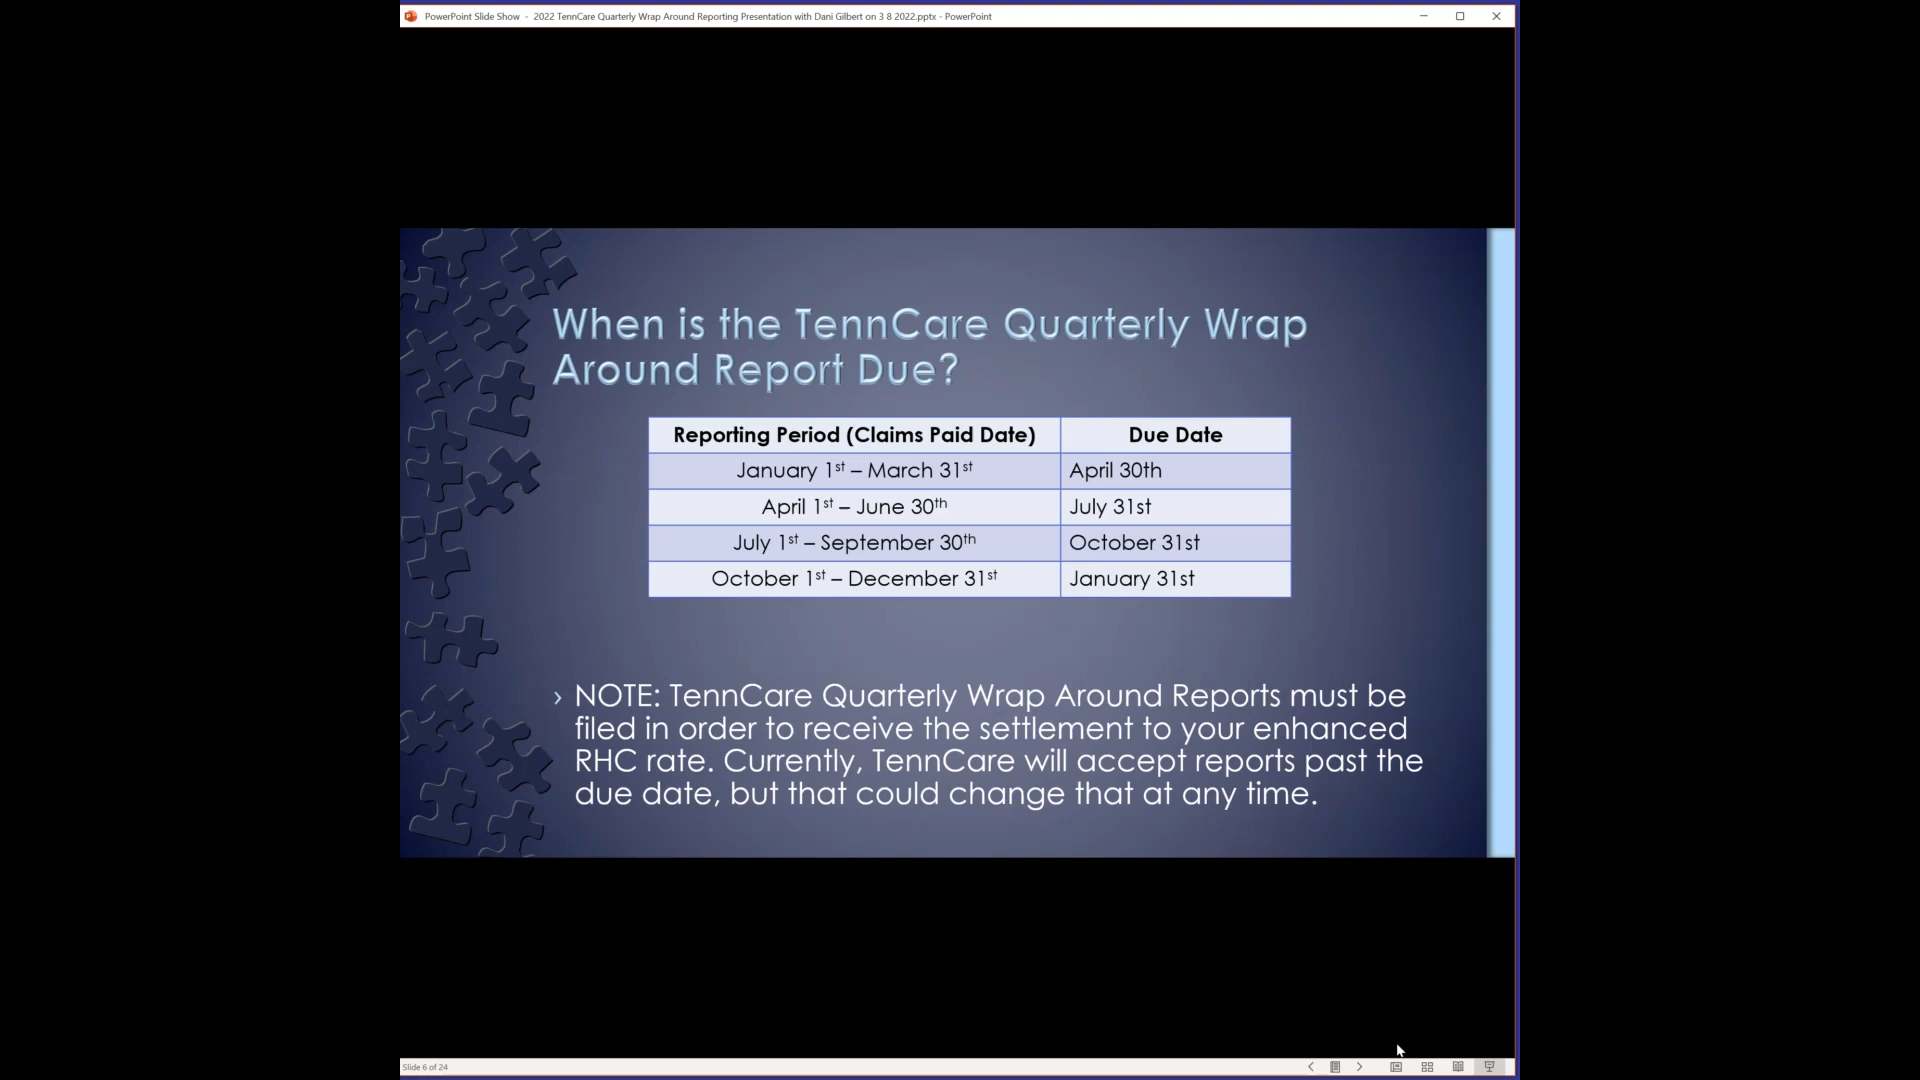 PowerPoint Slide Show - 2022 TennCare Quarterly Wrap Around Reporting Presentation with Dani Gilbert on 3 8 2022.pptx - PowerPoint
When is the TennCare Quarterly Wrap
Around Report Due?
Reporting Period (Claims Paid Date) Due Date
January 1st – March 31st April 30th
April 1st – June 30th July 31st
July 1st – September 30th October 31st
October 1st – December 31st January 31st
› NOTE: TennCare Quarterly Wrap Around Reports must be
filed in order to receive the settlement to your enhanced
RHC rate. Currently, TennCare will accept reports past the
due date, but that could change that at any time.
Slide 6 of 24